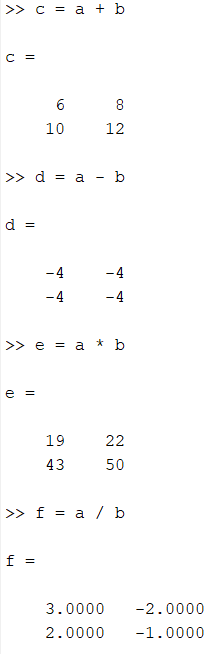 >> c = a + b
c =
6 8
10 12
>> d = a - b
d =
-4 -4
-4 -4
>> e = a * b
e =
19 22
43 50
>> f = a / b
f =
3.0000 -2.0000
2.0000 -1.0000